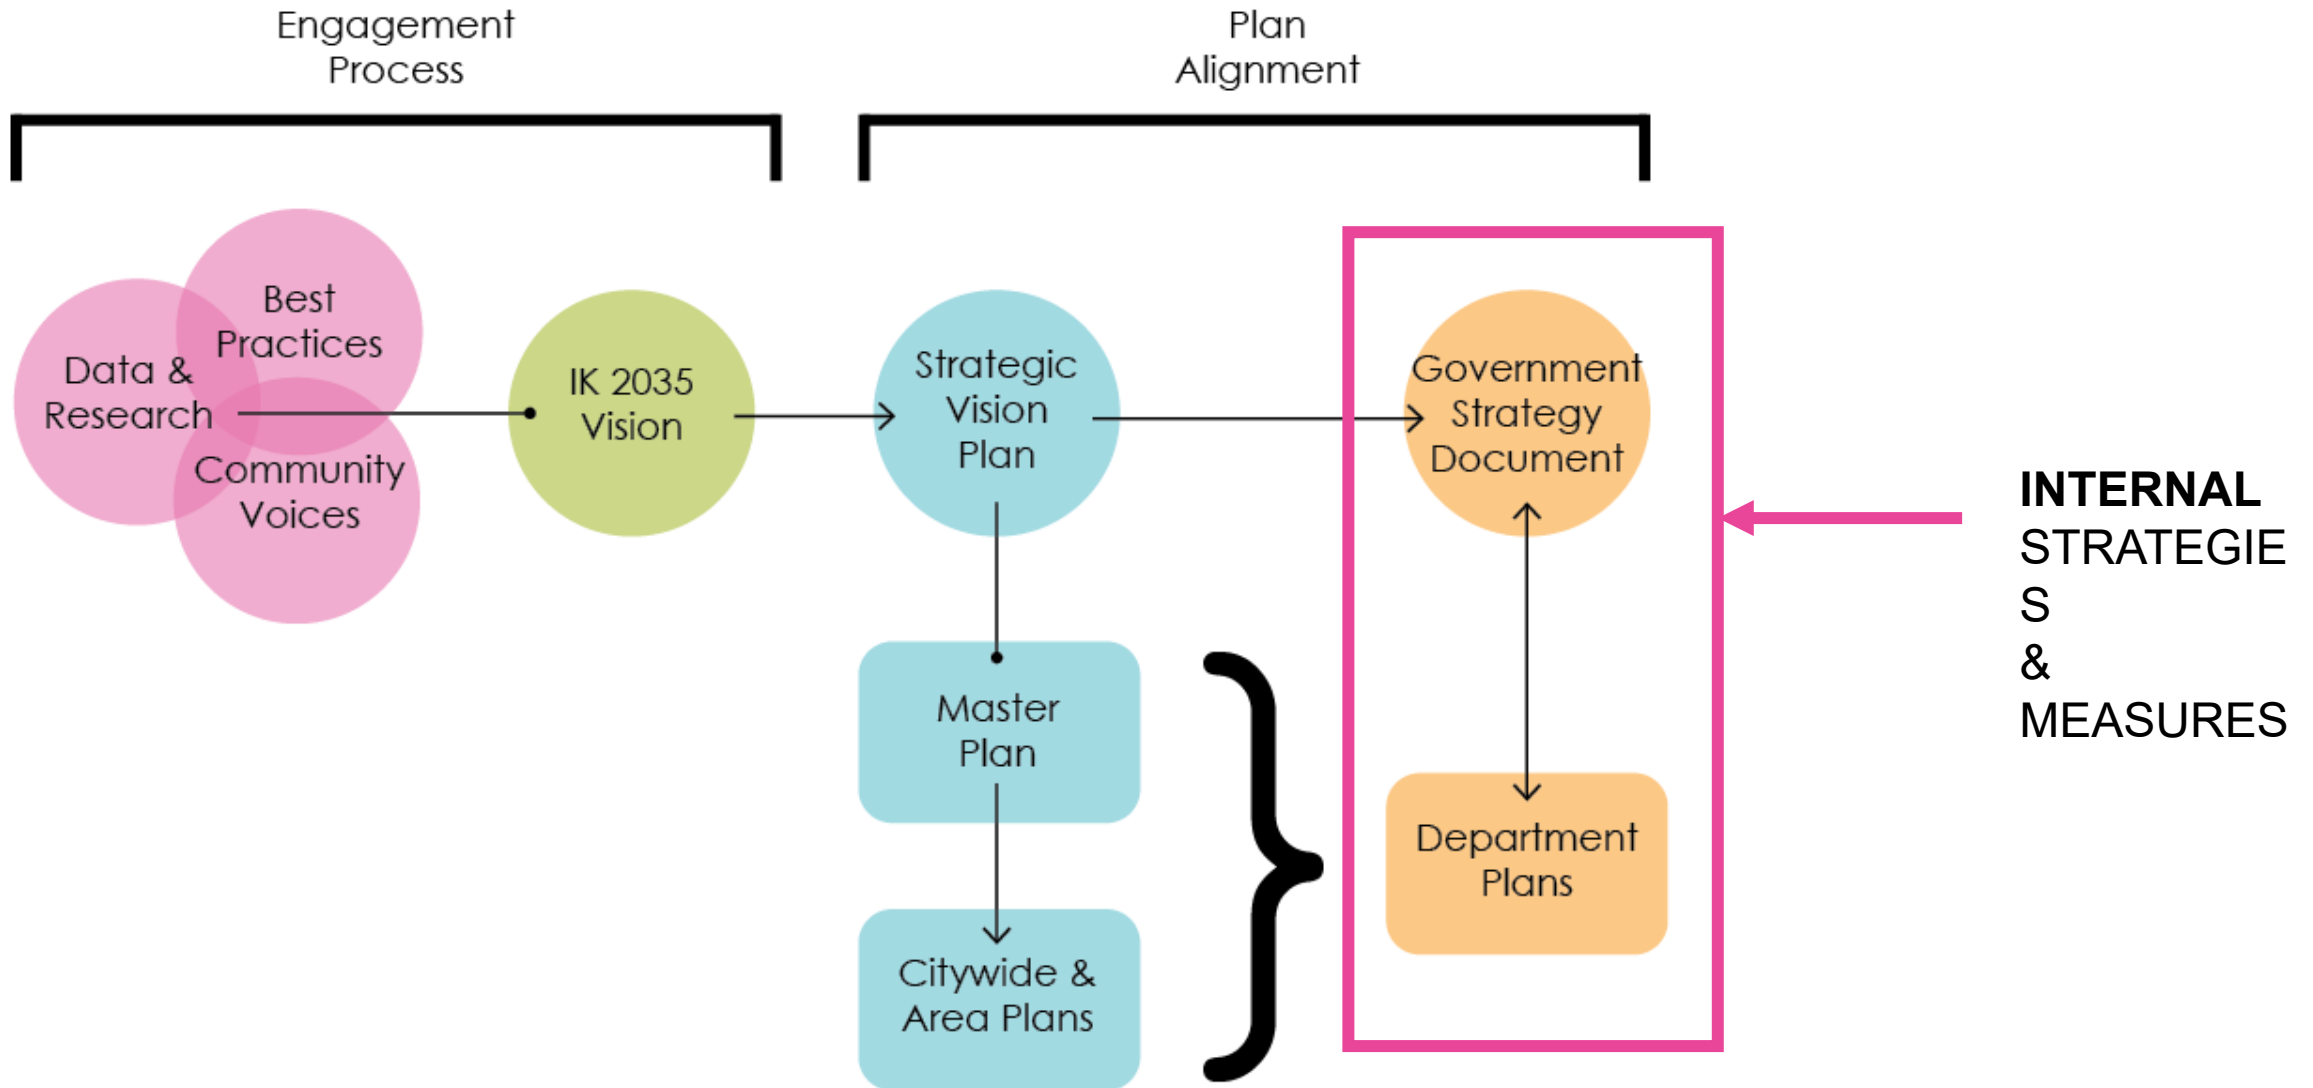 Engagement
Process
Plan
Alignment
Best
Practices
Data &
Research
Community
Voices
IK 2035
Vision
Strategic
Vision
Plan
Government
Strategy
Document
INTERNAL
STRATEGIE
S
&
MEASURES
Master
Plan
Department
Plans
Citywide &
Area Plans